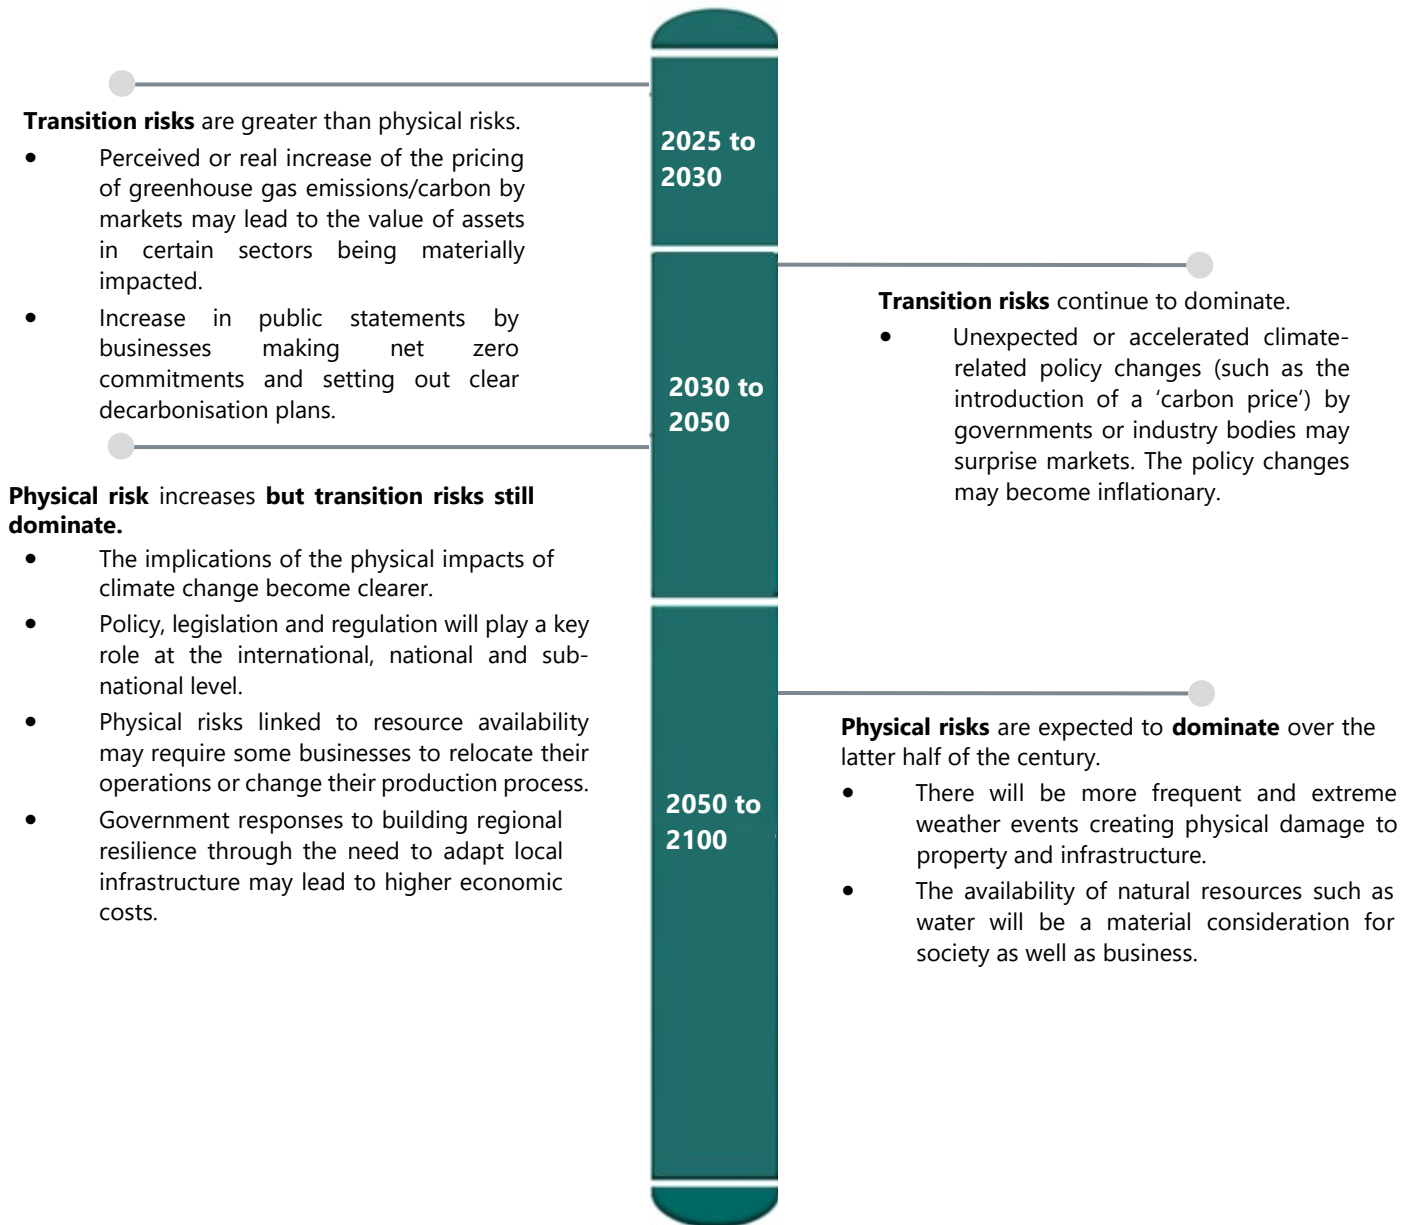 2025 to
2030
Transition risks are greater than physical risks.
● Perceived or real increase of the pricing
of greenhouse gas emissions/carbon by
markets may lead to the value of assets
in certain sectors being materially
impacted.
● Increase in public statements by
businesses making net zero
commitments and setting out clear
decarbonisation plans.
2030 to
2050
Transition risks continue to dominate.
● Unexpected or accelerated climate-
related policy changes (such as the
introduction of a ‘carbon price’) by
governments or industry bodies may
surprise markets. The policy changes
may become inflationary.
Physical risk increases but transition risks still
dominate.
● The implications of the physical impacts of
climate change become clearer.
● Policy, legislation and regulation will play a key
role at the international, national and sub-
national level.
● Physical risks linked to resource availability
may require some businesses to relocate their
operations or change their production process.
● Government responses to building regional
resilience through the need to adapt local
infrastructure may lead to higher economic
costs.
2050 to
2100
Physical risks are expected to dominate over the
latter half of the century.
● There will be more frequent and extreme
weather events creating physical damage to
property and infrastructure.
● The availability of natural resources such as
water will be a material consideration for
society as well as business.